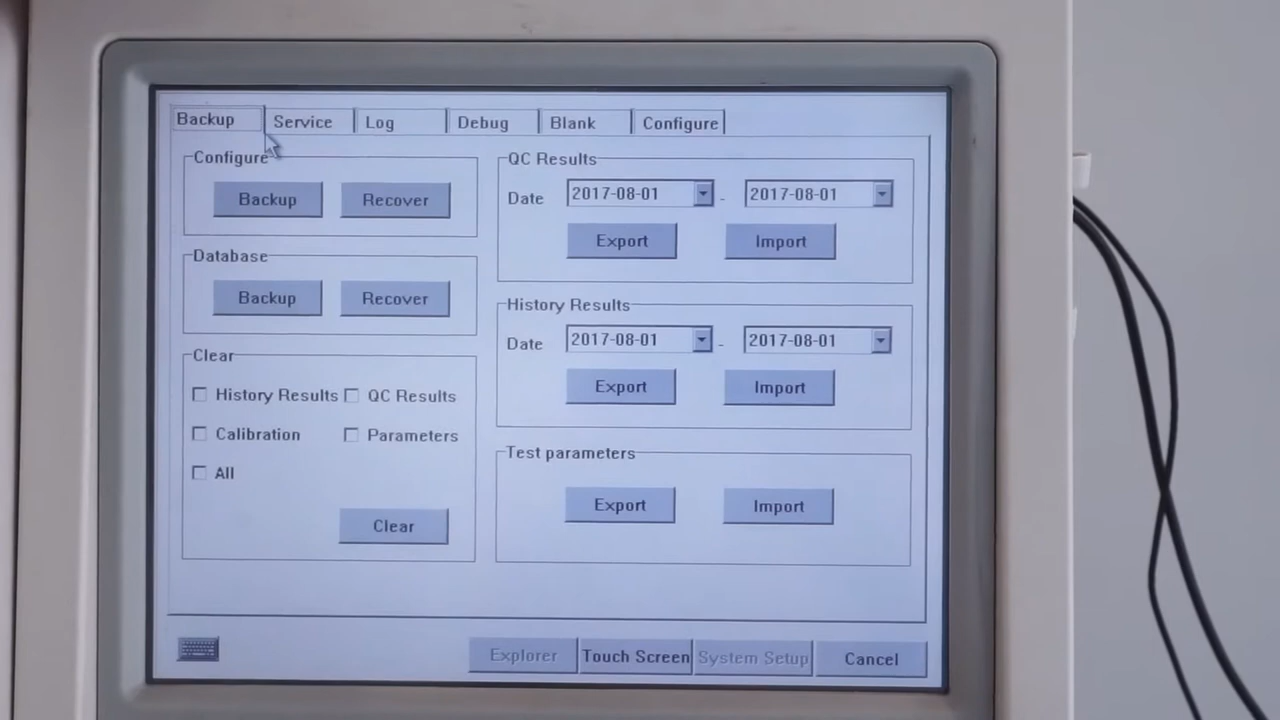 Backup Service Log Debug Blank Configure
Configure
Backup Recover
Database
Backup Recover
Clear
History Results QC Results
Calibration Parameters
All
Clear
QC Results
Date 2017-08-01 - 2017-08-01
Export Import
History Results
Date 2017-08-01 - 2017-08-01
Export Import
Test parameters
Export Import
Explorer Touch Screen System Setup Cancel